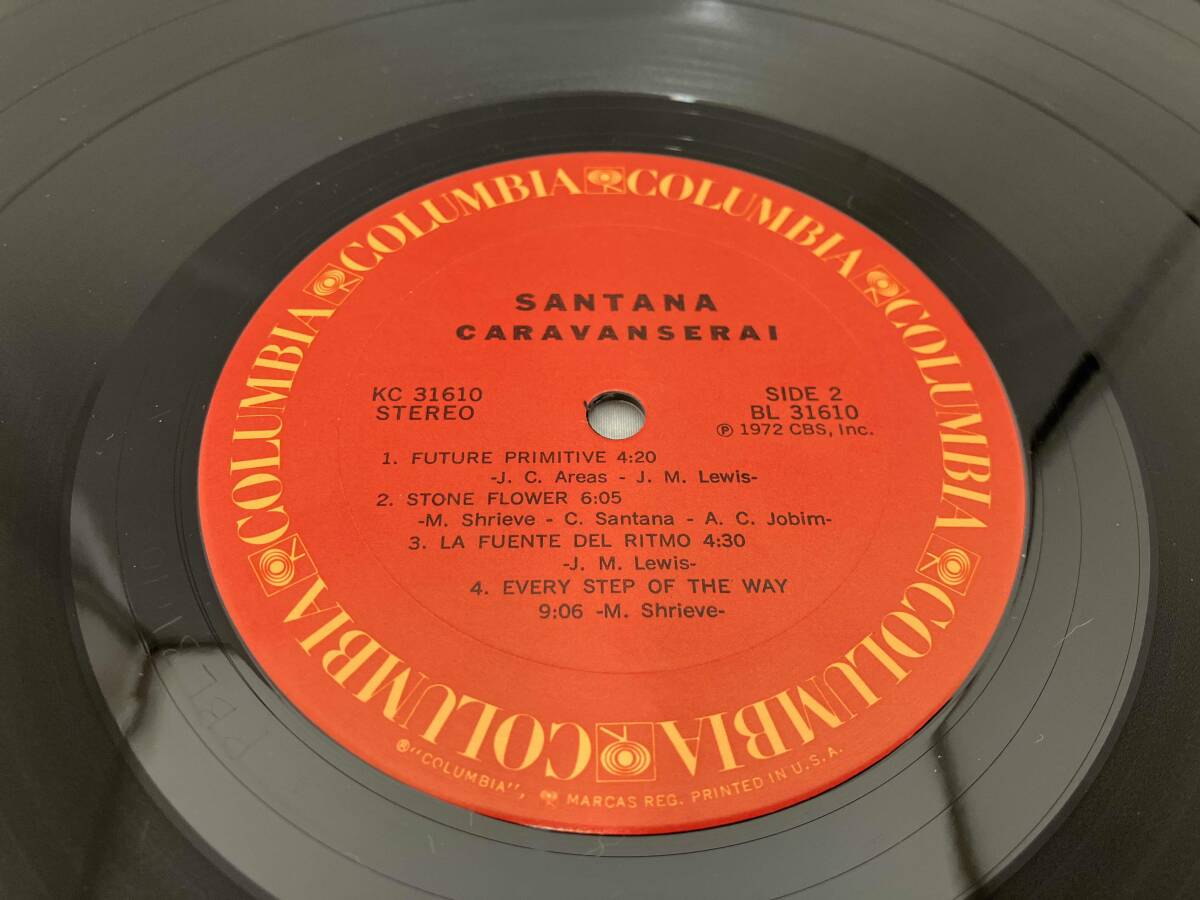 COLUMBIA COLUMBIA COLUMBIA COLUMBIA COLUMBIA COLUMBIA COLUMBIA
SANTANA
CARAVANSERAI
KC 31610
STEREO
SIDE 2
BL 31610
℗ 1972 CBS, Inc.
1. FUTURE PRIMITIVE 4:20
-J. C. Areas - J. M. Lewis-
2. STONE FLOWER 6:05
-M. Shrieve - C. Santana - A. C. Jobim-
3. LA FUENTE DEL RITMO 4:30
-J. M. Lewis-
4. EVERY STEP OF THE WAY
9:06 -M. Shrieve-
® "COLUMBIA", MARCAS REG. PRINTED IN U.S.A.